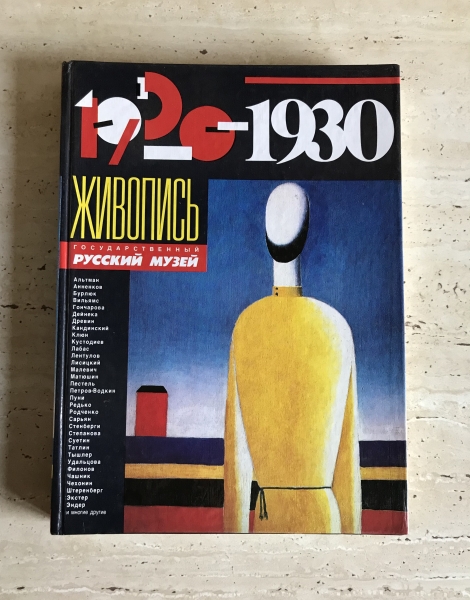 1920-1930
ЖИВОПИСЬ
ГОСУДАРСТВЕННЫЙ
РУССКИЙ МУЗЕЙ
Альтман
Анненков
Бурлюк
Вильямс
Гончарова
Дейнека
Древин
Кандинский
Клюн
Кустодиев
Лабас
Лентулов
Лисицкий
Малевич
Матюшин
Пестель
Петров-Водкин
Пуни
Редько
Родченко
Сарьян
Стенберги
Степанова
Суетин
Татлин
Тышлер
Удальцова
Филонов
Чашник
Чехонин
Штеренберг
Экстер
Эндер
и многие другие